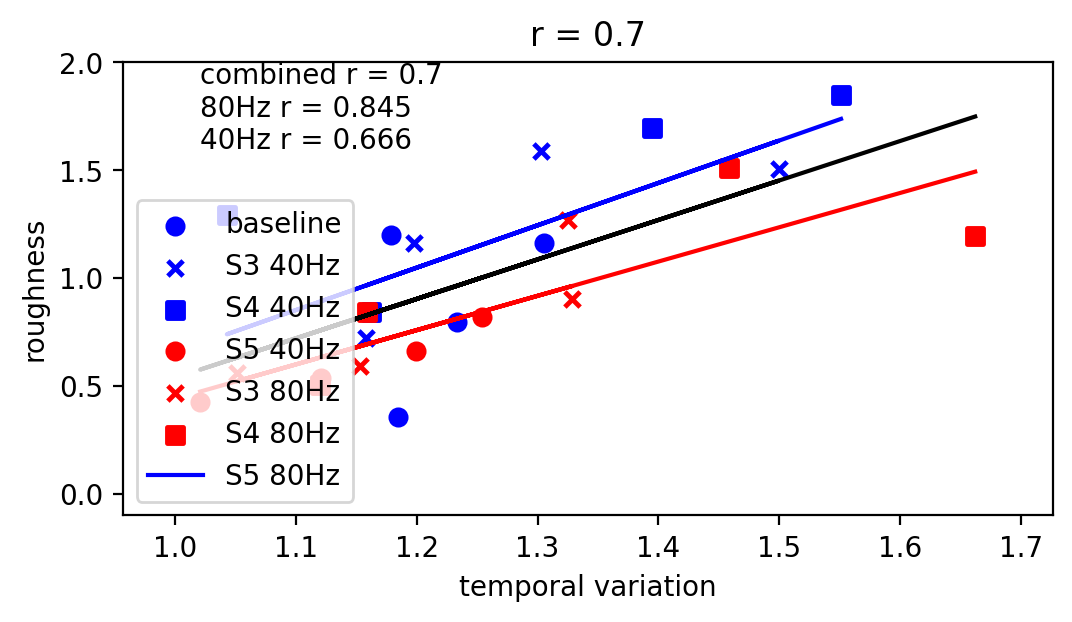 r = 0.7
combined r = 0.7
80Hz r = 0.845
40Hz r = 0.666
2.0
1.5
1.0
0.5
0.0
roughness
baseline
S3 40Hz
S4 40Hz
S5 40Hz
S3 80Hz
S4 80Hz
S5 80Hz
1.0 1.1 1.2 1.3 1.4 1.5 1.6 1.7
temporal variation